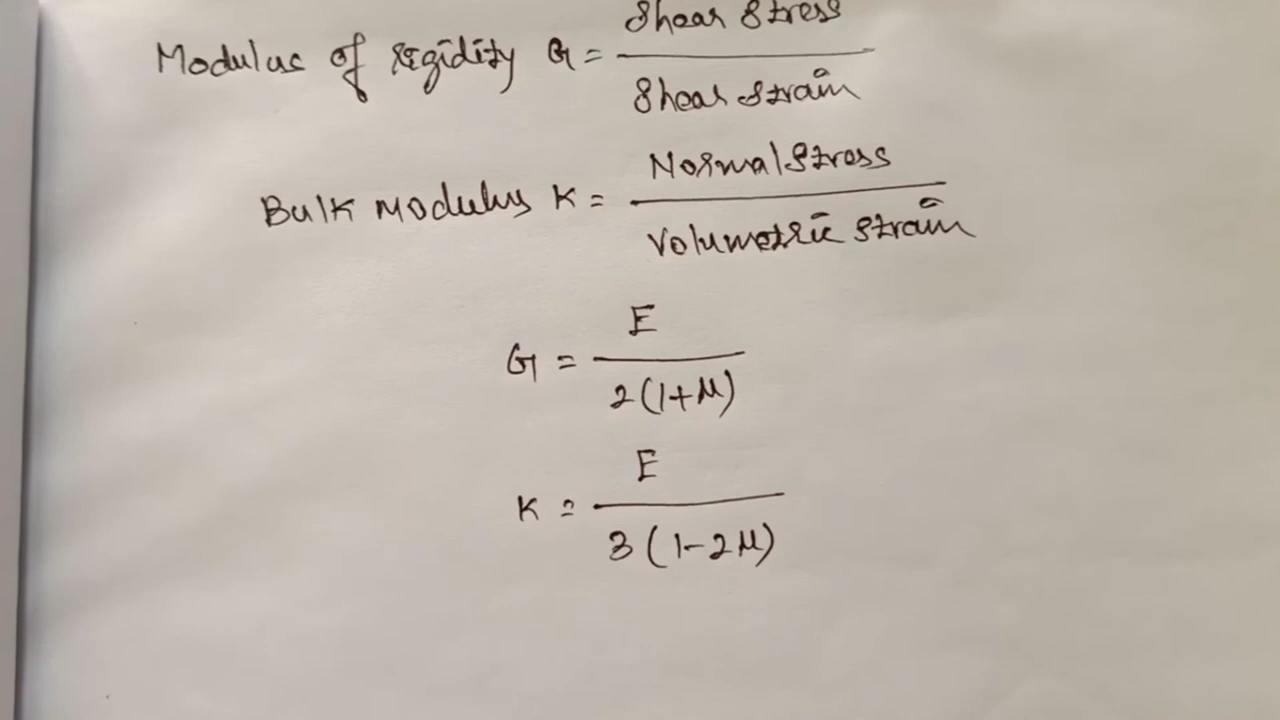 Modulus of rigidity G = Shear Stress / Shear Strain
Bulk Modulus K = Normal Stress / Volumetric Strain
G = E / 2(1+μ)
K = E / 3(1-2μ)